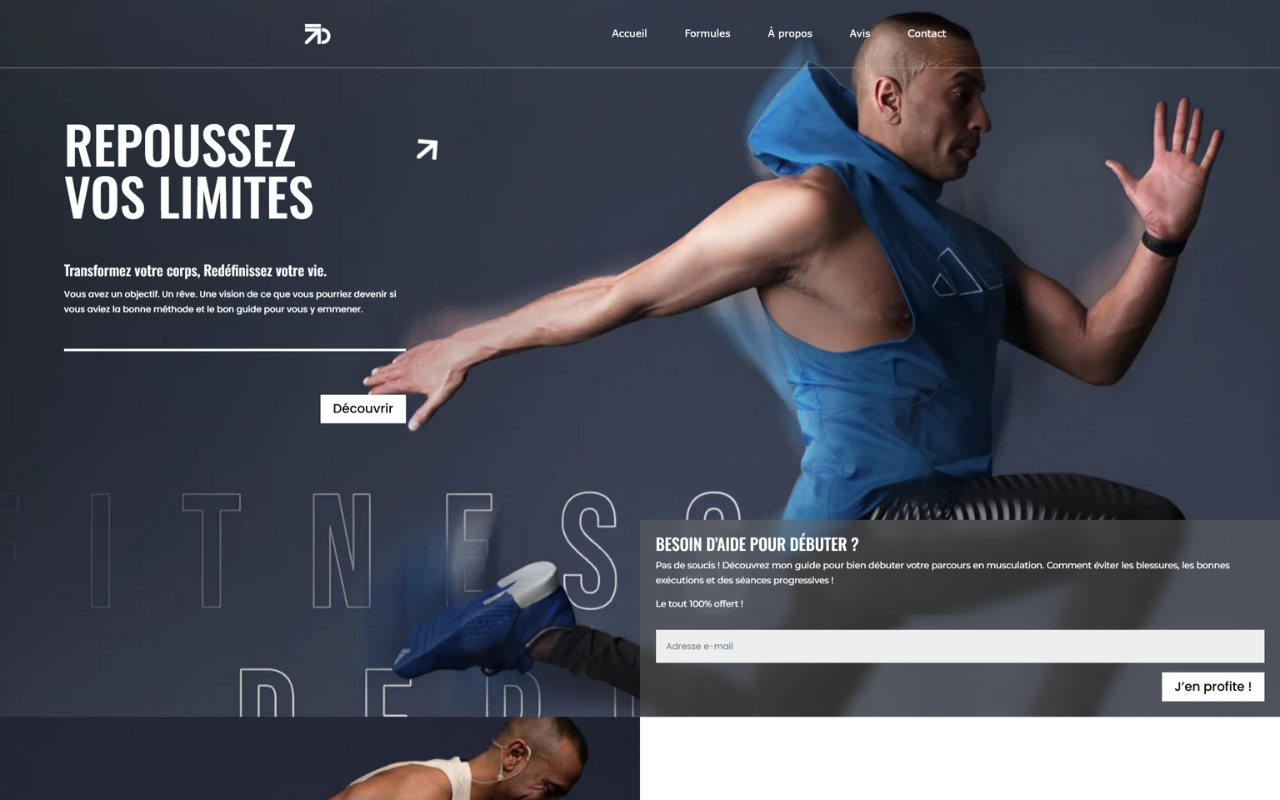 Accueil
Formules
À propos
Avis
Contact
REPOUSSEZ
VOS LIMITES
Transformez votre corps, Redéfinissez votre vie.
Vous avez un objectif. Un rêve. Une vision de ce que vous pourriez devenir si
vous aviez la bonne méthode et le bon guide pour vous y emmener.
Découvrir
FITNESS
BESOIN D'AIDE POUR DÉBUTER ?
Pas de soucis ! Découvrez mon guide pour bien débuter votre parcours en musculation. Comment éviter les blessures, les bonnes
exécutions et des séances progressives !
Le tout 100% offert !
Adresse e-mail
J'en profite !